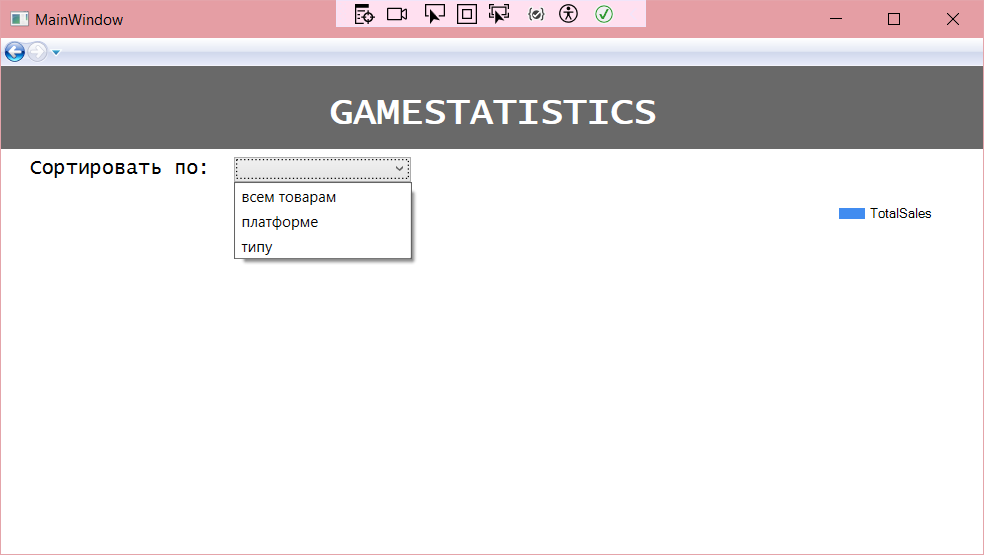 MainWindow
GAMESTATISTICS
Сортировать по:
всем товарам
платформе
типу
TotalSales